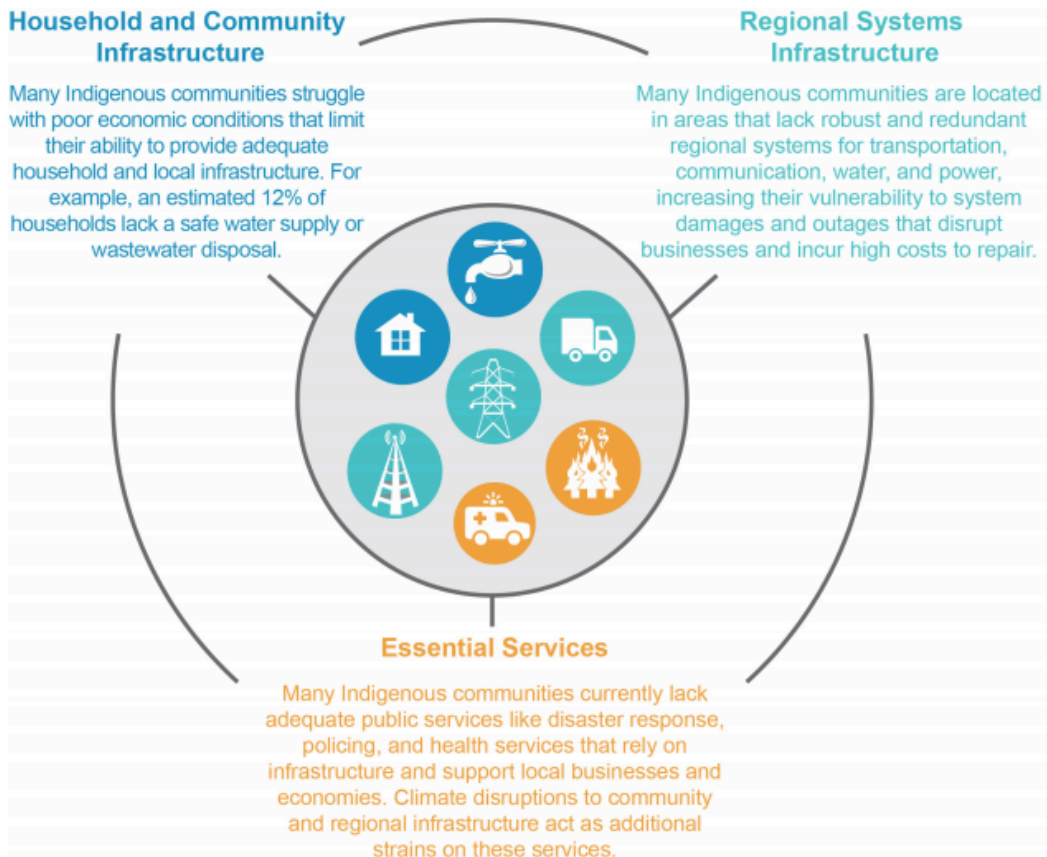 Household and Community
Infrastructure
Many Indigenous communities struggle
with poor economic conditions that limit
their ability to provide adequate
household and local infrastructure. For
example, an estimated 12% of
households lack a safe water supply or
wastewater disposal.
Regional Systems
Infrastructure
Many Indigenous communities are located
in areas that lack robust and redundant
regional systems for transportation,
communication, water, and power,
increasing their vulnerability to system
damages and outages that disrupt
businesses and incur high costs to repair.
Essential Services
Many Indigenous communities currently lack
adequate public services like disaster response,
policing, and health services that rely on
infrastructure and support local businesses and
economies. Climate disruptions to community
and regional infrastructure act as additional
strains on these services.